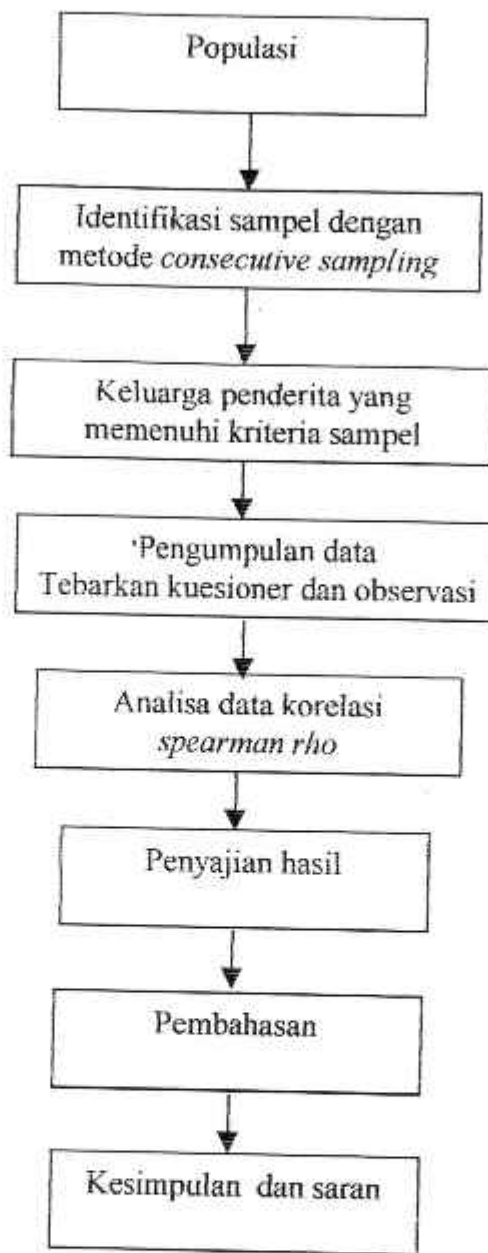 Populasi
Identifikasi sampel dengan
metode consecutive sampling
Keluarga penderita yang
memenuhi kriteria sampel
Pengumpulan data
Tebarkan kuesioner dan observasi
Analisa data korelasi
spearman rho
Penyajian hasil
Pembahasan
Kesimpulan dan saran